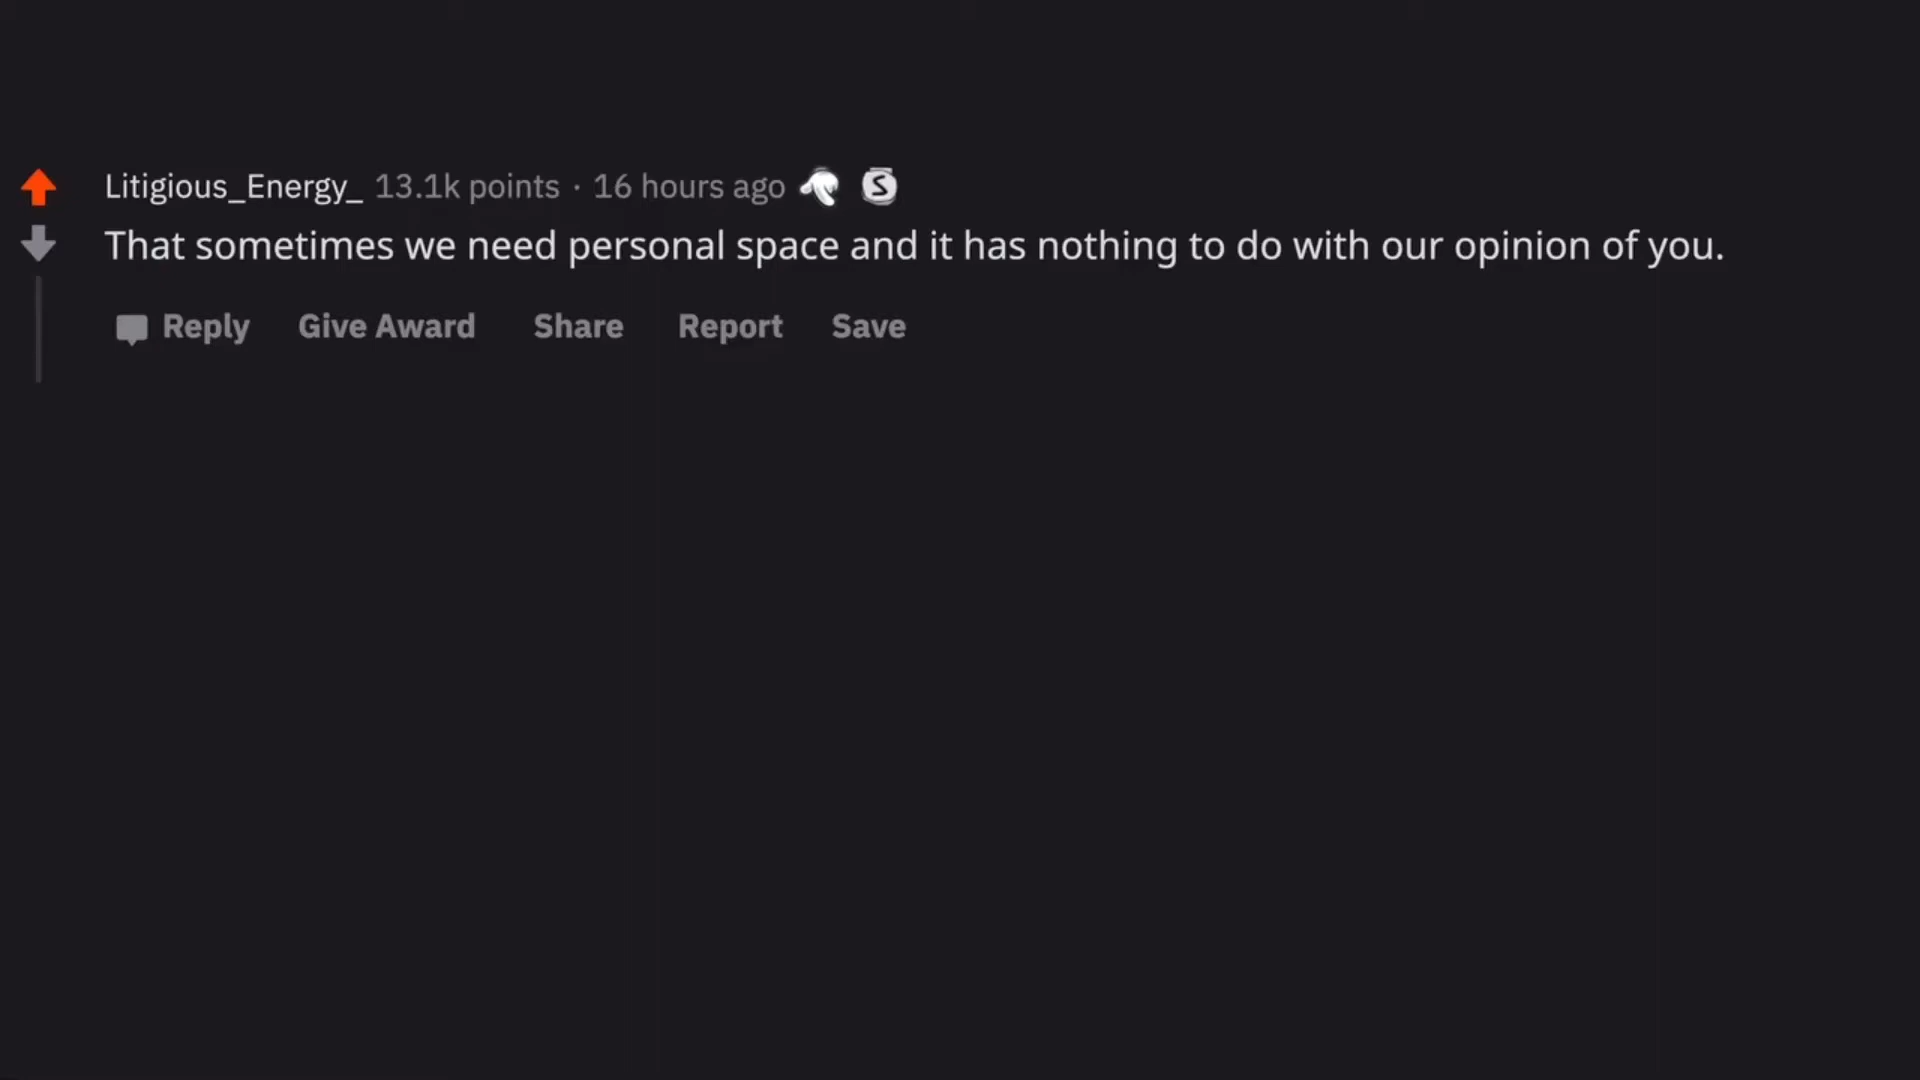 Litigious_Energy_ 13.1k points · 16 hours ago S
That sometimes we need personal space and it has nothing to do with our opinion of you.
Reply Give Award Share Report Save